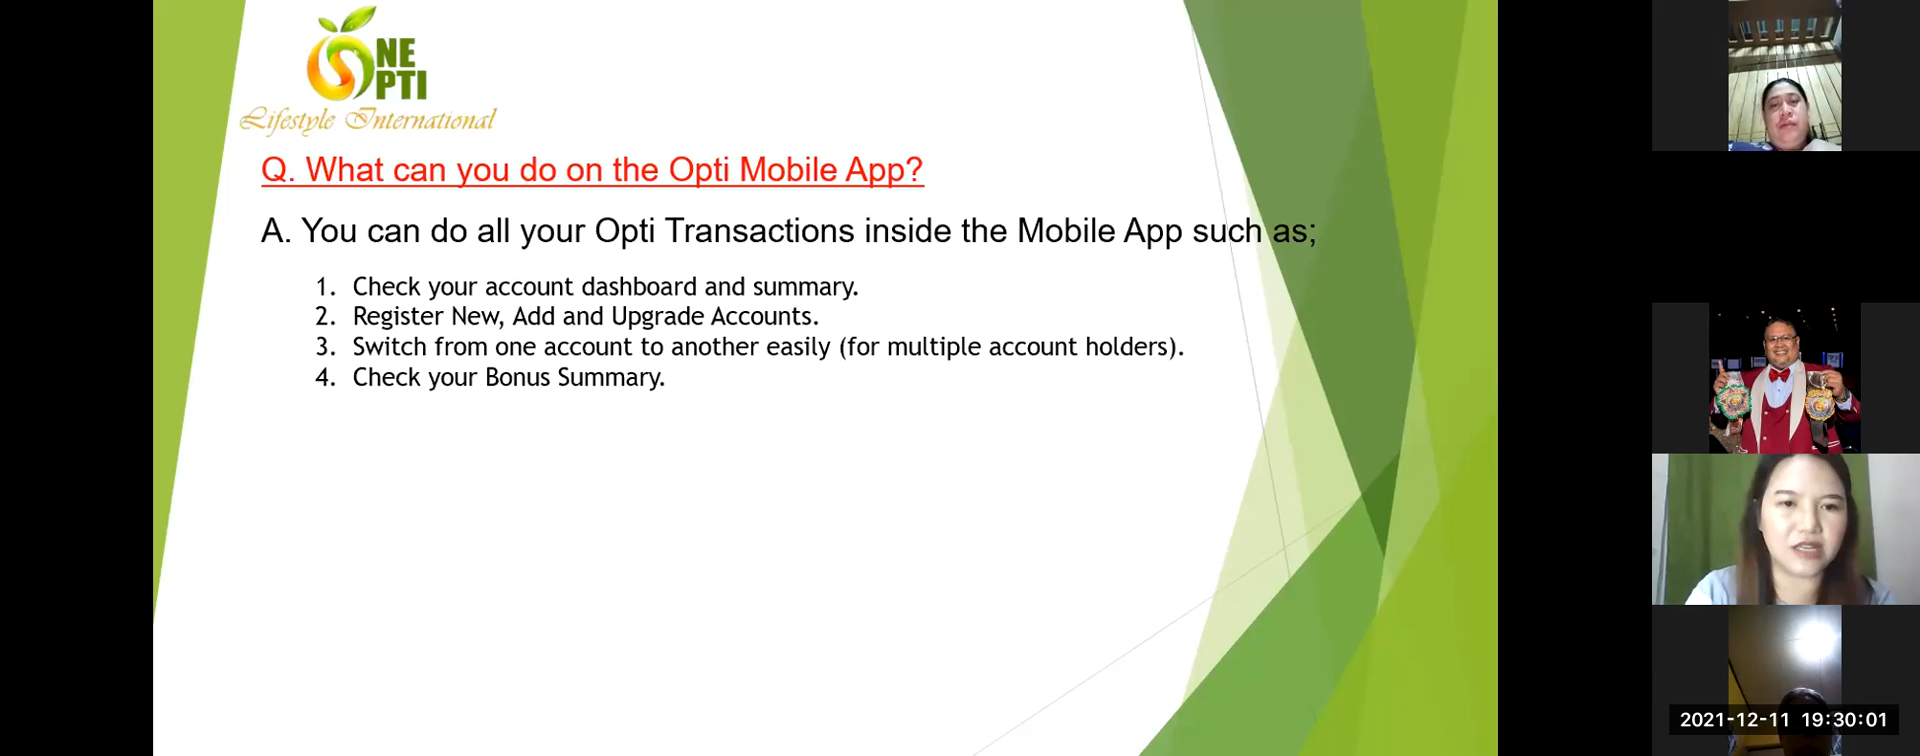 NE
PTI
Lifestyle International
Q. What can you do on the Opti Mobile App?
A. You can do all your Opti Transactions inside the Mobile App such as;
1. Check your account dashboard and summary.
2. Register New, Add and Upgrade Accounts.
3. Switch from one account to another easily (for multiple account holders).
4. Check your Bonus Summary.
2021-12-11 19:30:01